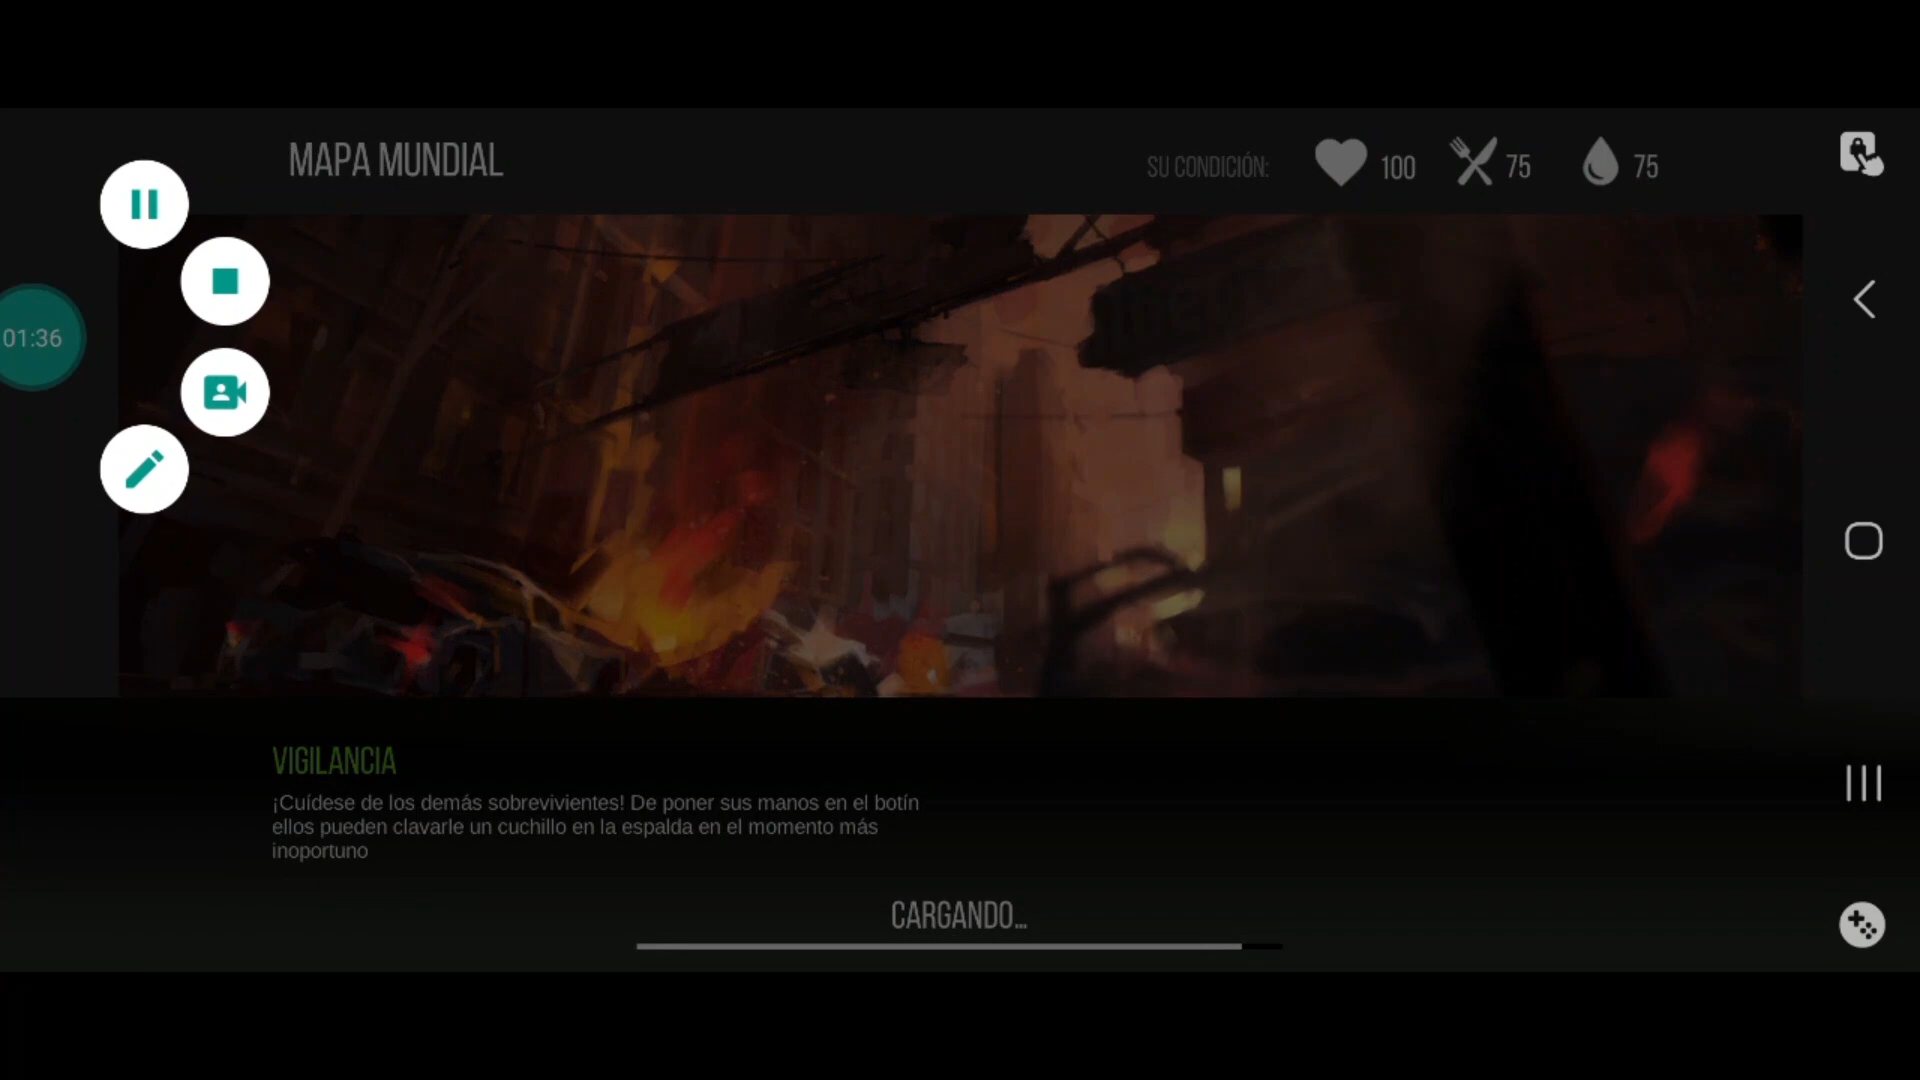 MAPA MUNDIAL
SU CONDICIÓN: 100 75 75
01:36
VIGILANCIA
¡Cuídese de los demás sobrevivientes! De poner sus manos en el botín
ellos pueden clavarle un cuchillo en la espalda en el momento más
inoportuno
CARGANDO...